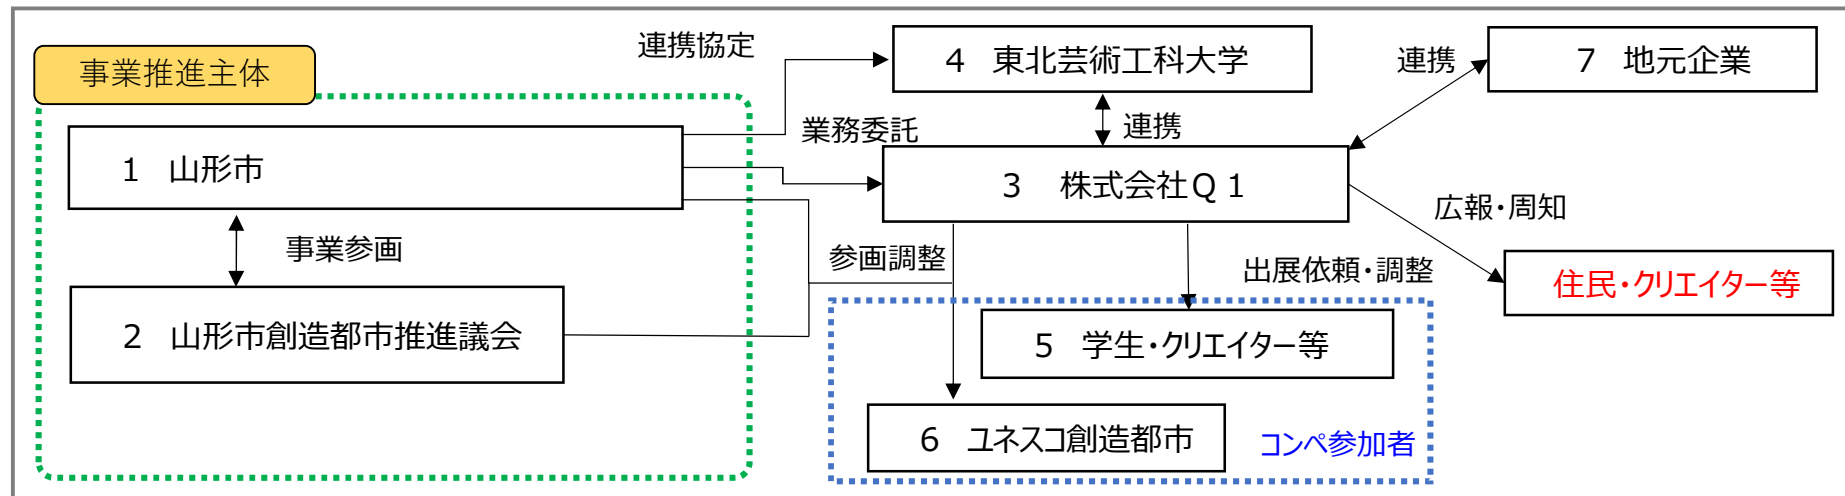 事業推進主体
連携協定
4 東北芸術工科大学
連携
7 地元企業
1 山形市
業務委託
連携
3 株式会社Q1
広報・周知
事業参画
参画調整
出展依頼・調整
住民・クリエイター等
2 山形市創造都市推進議会
5 学生・クリエイター等
6 ユネスコ創造都市
コンペ参加者